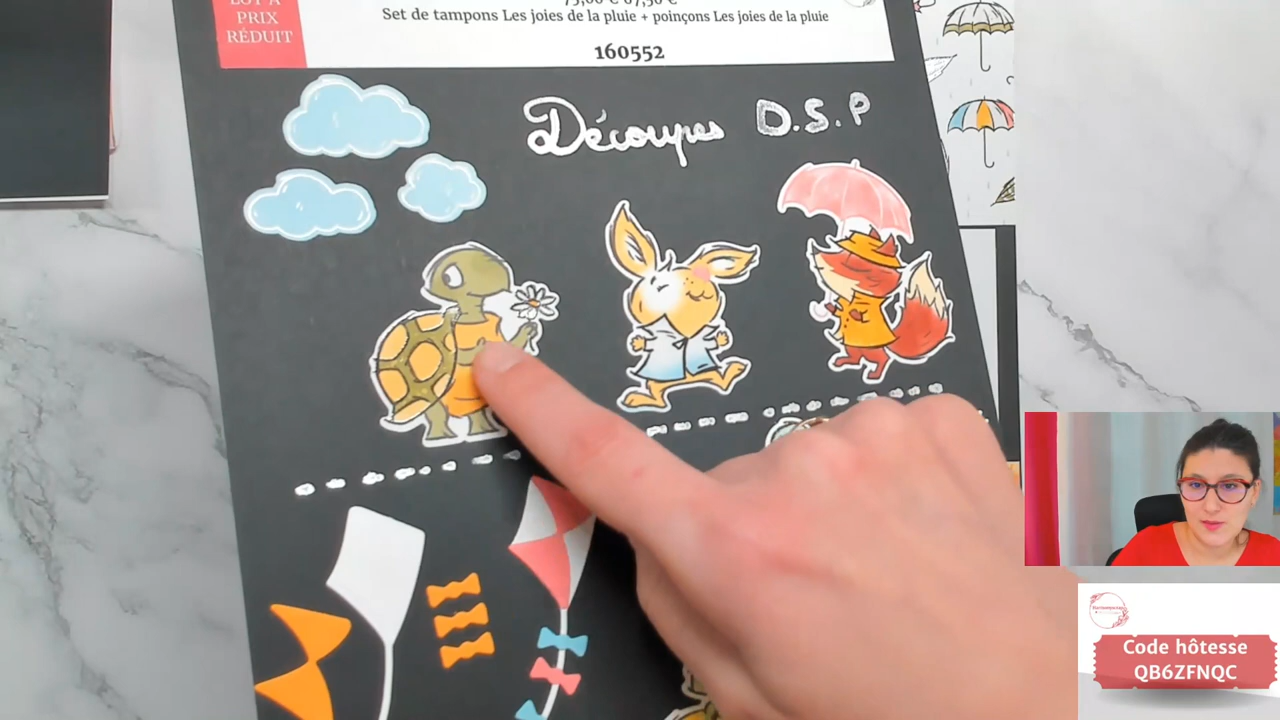 LOT À
PRIX
RÉDUIT
Set de tampons Les joies de la pluie + poinçons Les joies de la pluie
160552
Découpes D.S.P
Code hôtesse
QB6ZFNQC